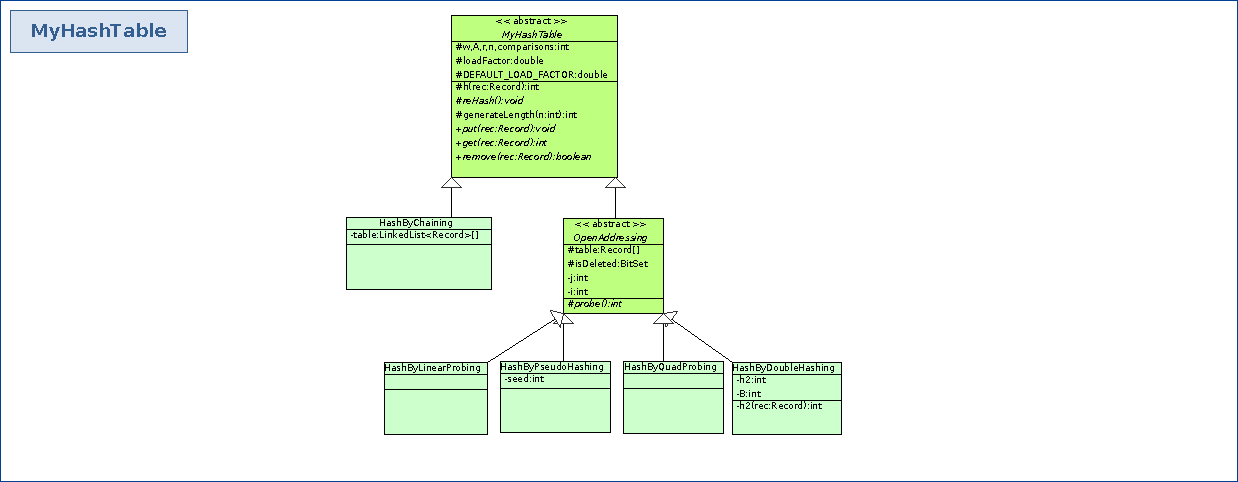 MyHashTable
<< abstract >>
MyHashTable
#w,A,r,n,comparisons:int
#loadFactor:double
#DEFAULT_LOAD_FACTOR:double
#h(rec:Record):int
#reHash():void
#generateLength(n:int):int
+put(rec:Record):void
+get(rec:Record):int
+remove(rec:Record):boolean
HashByChaining
-table:LinkedList<Record>[]
<< abstract >>
OpenAddressing
#table:Record[]
#isDeleted:BitSet
-j:int
-i:int
#probe():int
HashByLinearProbing
HashByPseudoHashing
-seed:int
HashByQuadProbing
HashByDoubleHashing
-h2:int
-B:int
-h2(rec:Record):int